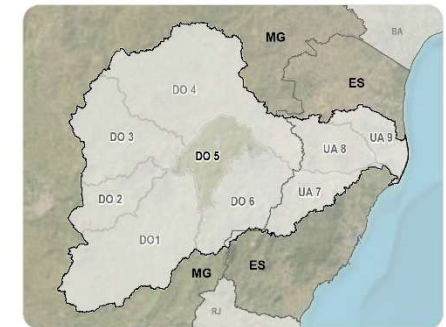 MG
BA
ES
DO 4
DO 3
DO 5
UA 8
UA 9
DO 2
DO 6
UA 7
DO1
MG
ES
RJ